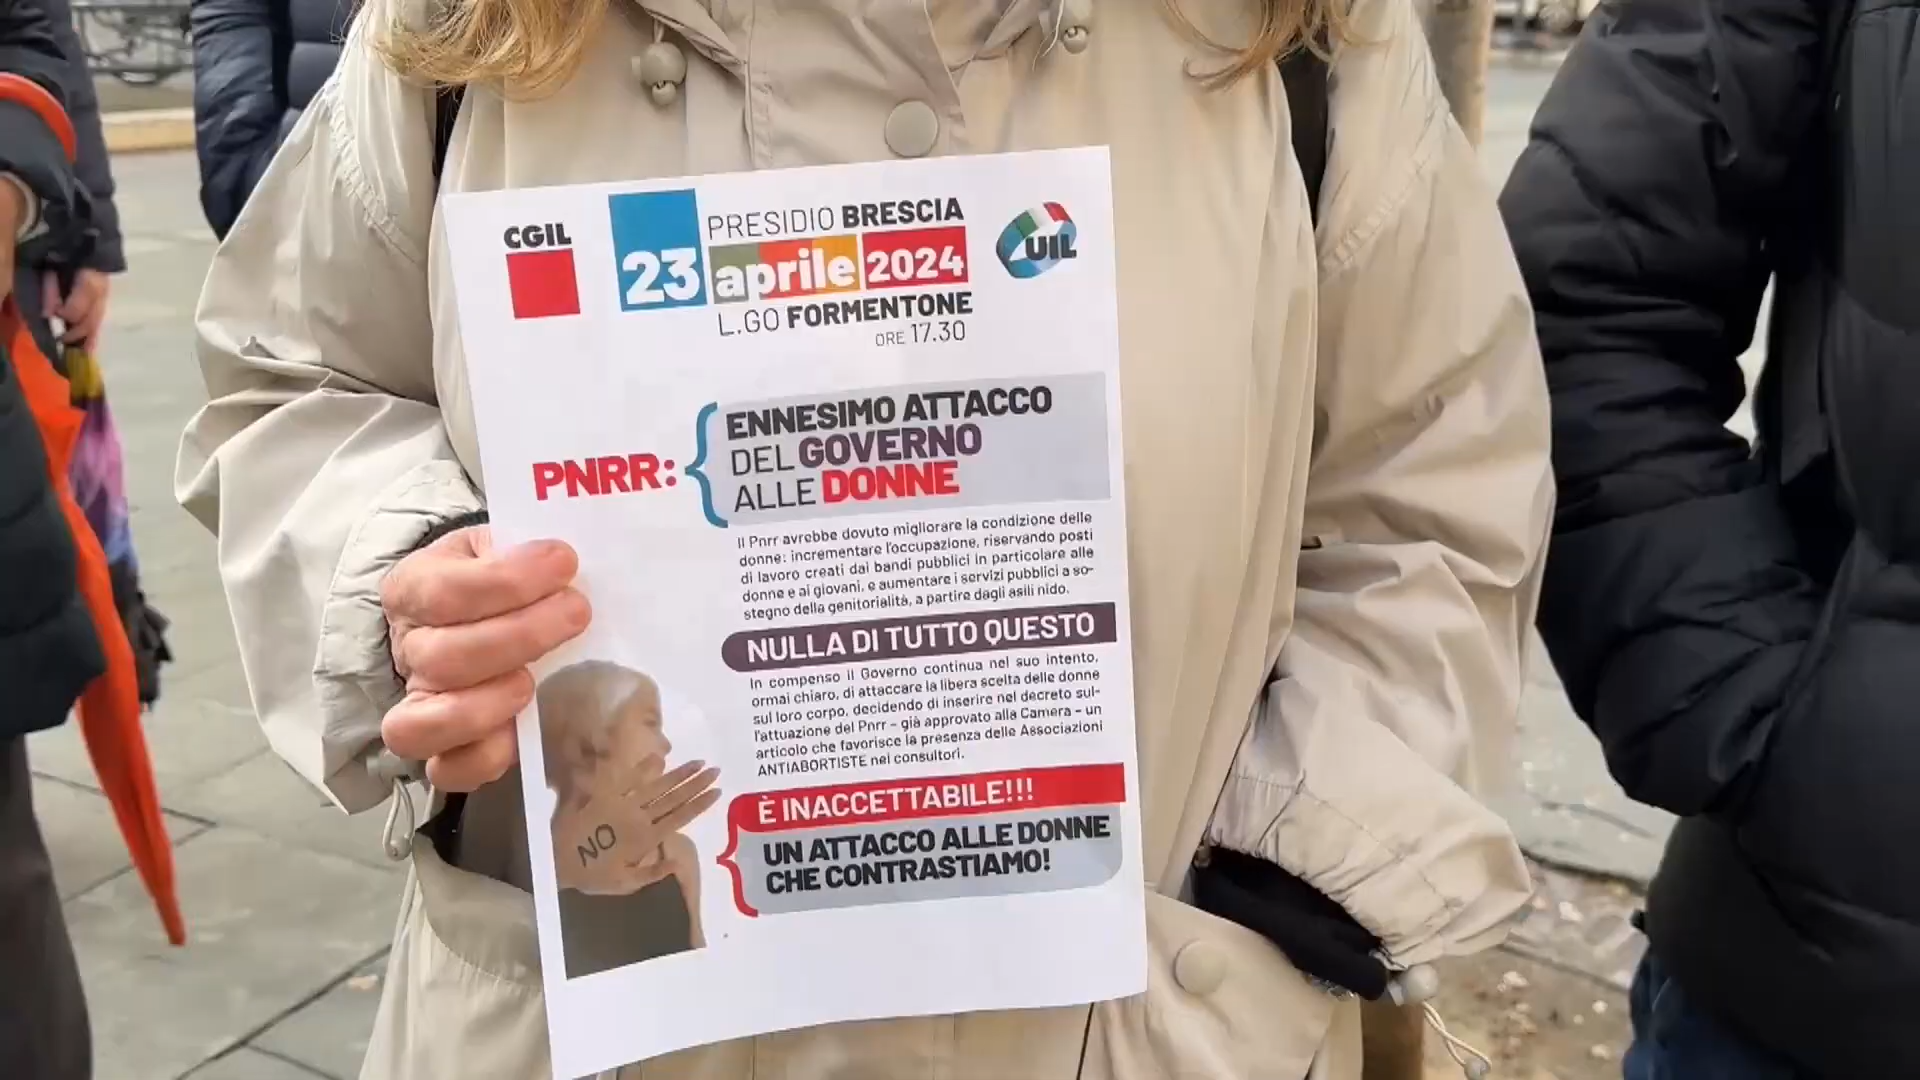 CGIL
PRESIDIO BRESCIA
23 aprile 2024
L.GO FORMENTONE
ORE 17.30
UIL
PNRR:
ENNESIMO ATTACCO
DEL GOVERNO
ALLE DONNE
Il Pnrr avrebbe dovuto migliorare la condizione delle
donne: incrementare l'occupazione, riservando posti
di lavoro creati dai bandi pubblici in particolare alle
donne e ai giovani, e aumentare i servizi pubblici a so-
stegno della genitorialità, a partire dagli asili nido.
NULLA DI TUTTO QUESTO
In compenso il Governo continua nel suo intento,
ormai chiaro, di attaccare la libera scelta delle donne
sul loro corpo, decidendo di inserire nel decreto sul-
l'attuazione del Pnrr - già approvato alla Camera - un
articolo che favorisce la presenza delle Associazioni
ANTIABORTISTE nei consultori.
È INACCETTABILE!!!
UN ATTACCO ALLE DONNE
CHE CONTRASTIAMO!
NO